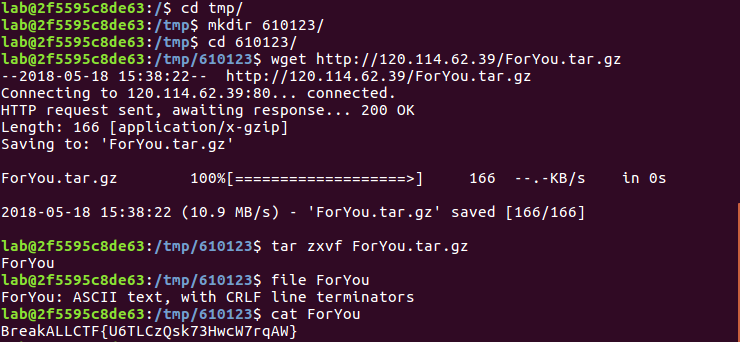 lab@2f5595c8de63:/$ cd tmp/
lab@2f5595c8de63:/tmp$ mkdir 610123/
lab@2f5595c8de63:/tmp$ cd 610123/
lab@2f5595c8de63:/tmp/610123$ wget http://120.114.62.39/ForYou.tar.gz
--2018-05-18 15:38:22--  http://120.114.62.39/ForYou.tar.gz
Connecting to 120.114.62.39:80... connected.
HTTP request sent, awaiting response... 200 OK
Length: 166 [application/x-gzip]
Saving to: 'ForYou.tar.gz'
ForYou.tar.gz       100%[===================>]     166  --.-KB/s    in 0s
2018-05-18 15:38:22 (10.9 MB/s) - 'ForYou.tar.gz' saved [166/166]
lab@2f5595c8de63:/tmp/610123$ tar zxvf ForYou.tar.gz
ForYou
lab@2f5595c8de63:/tmp/610123$ file ForYou
ForYou: ASCII text, with CRLF line terminators
lab@2f5595c8de63:/tmp/610123$ cat ForYou
BreakALLCTF{U6TLCzQsk73HwcW7rqAW}